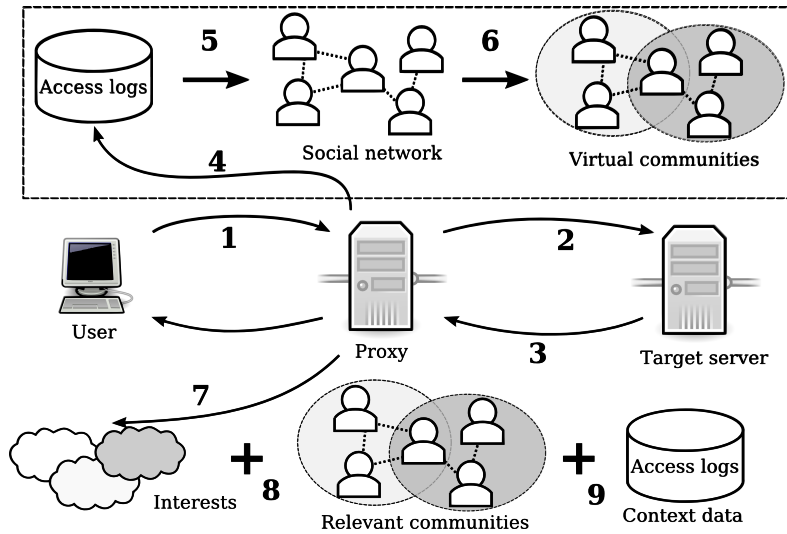 5
6
Access logs
Social network
Virtual communities
4
1
2
User
Proxy
3
Target server
7
Interests
8
Relevant communities
9
Access logs
Context data